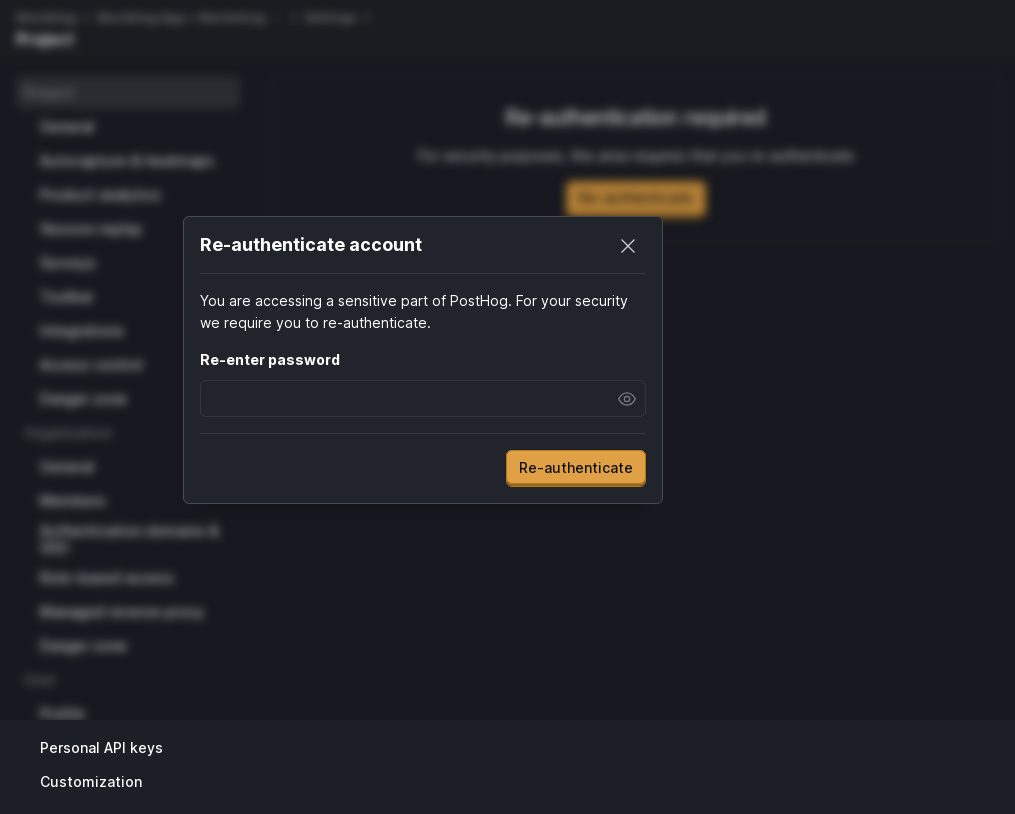 Project
Project
Re-authentication required
General
Autocapture & heatmaps
For security purposes, this area requires that you re-authenticate
Product analytics
Re-authenticate
Session replay
Surveys
Toolbar
Integrations
Access control
Danger zone
Re-authenticate account
You are accessing a sensitive part of PostHog. For your security
we require you to re-authenticate.
Re-enter password
Re-authenticate
Organization
General
Members
Authentication domains &
SSO
Role-based access
Managed reverse proxy
Danger zone
User
Profile
Personal API keys
Customization